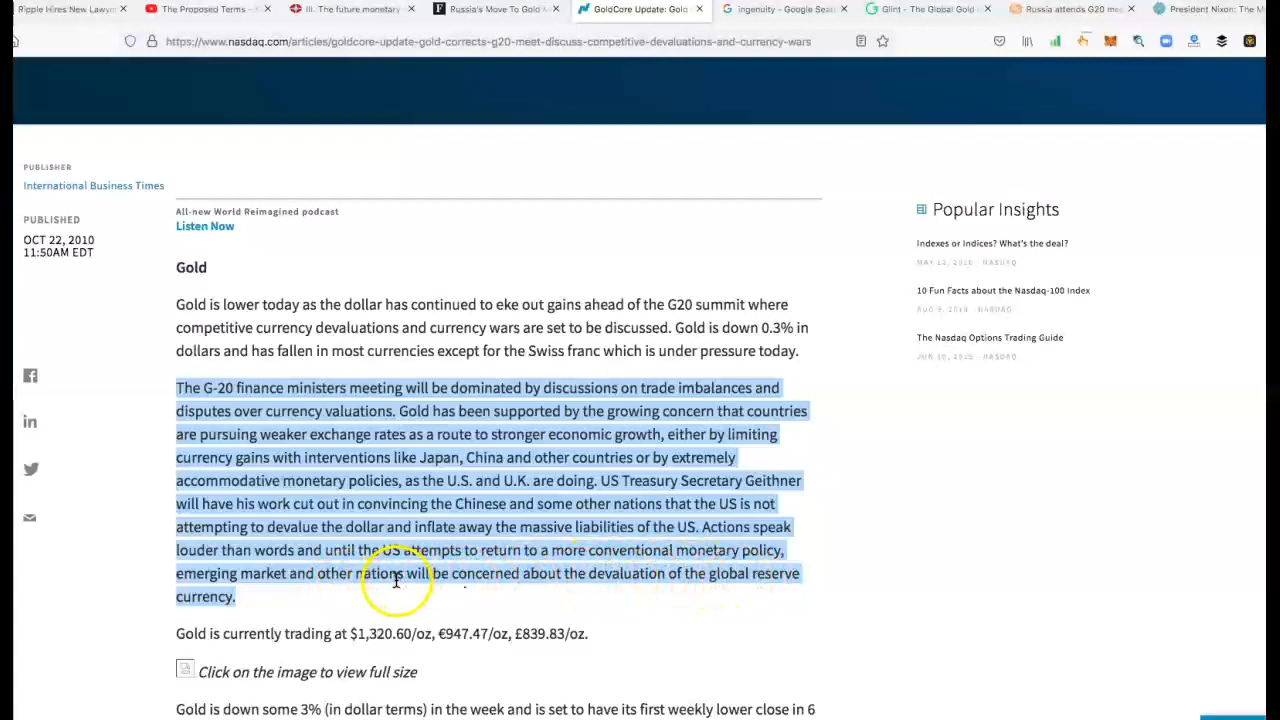 Ripple Hires New Lawyer
The Proposed Terms –
III. The future monetary
Russia's Move To Gold
GoldCore Update: Gol
ingenuity - Google Sear
Glint - The Global Gold
Russia attends G20 mee
President Nixon: The M
https://www.nasdaq.com/articles/goldcore-update-gold-corrects-g20-meet-discuss-competitive-devaluations-and-currency-wars
PUBLISHER
International Business Times
PUBLISHED
OCT 22, 2010
11:50AM EDT
All-new World Reimagined podcast
Listen Now
Gold
Gold is lower today as the dollar has continued to eke out gains ahead of the G20 summit where
competitive currency devaluations and currency wars are set to be discussed. Gold is down 0.3% in
dollars and has fallen in most currencies except for the Swiss franc which is under pressure today.
The G-20 finance ministers meeting will be dominated by discussions on trade imbalances and
disputes over currency valuations. Gold has been supported by the growing concern that countries
are pursuing weaker exchange rates as a route to stronger economic growth, either by limiting
currency gains with interventions like Japan, China and other countries or by extremely
accommodative monetary policies, as the U.S. and U.K. are doing. US Treasury Secretary Geithner
will have his work cut out in convincing the Chinese and some other nations that the US is not
attempting to devalue the dollar and inflate away the massive liabilities of the US. Actions speak
louder than words and until the US attempts to return to a more conventional monetary policy,
emerging market and other nations will be concerned about the devaluation of the global reserve
currency.
Gold is currently trading at $1,320.60/oz, €947.47/oz, £839.83/oz.
Click on the image to view full size
Gold is down some 3% (in dollar terms) in the week and is set to have its first weekly lower close in 6
Popular Insights
Indexes or Indices? What's the deal?
NASDAQ
10 Fun Facts about the Nasdaq-100 Index
NASDAQ
The Nasdaq Options Trading Guide
NASDAQ